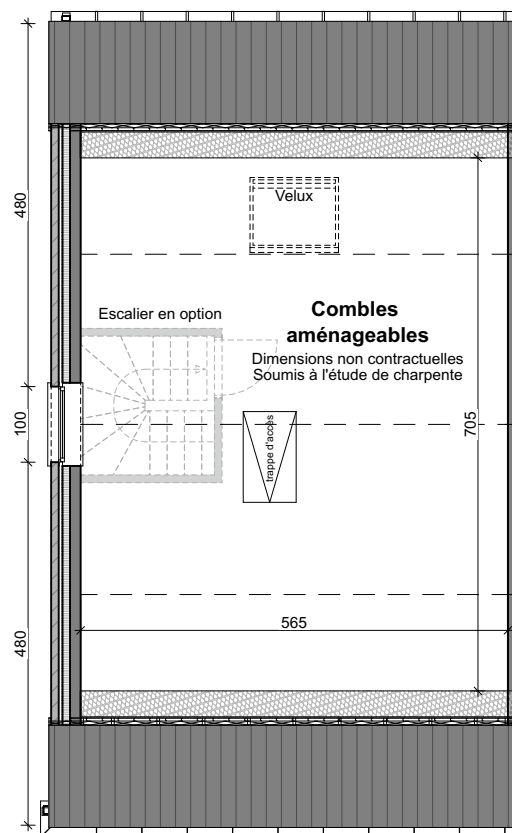 Velux
Escalier en option
Combles
aménageables
Dimensions non contractuelles
Soumis à l'étude de charpente
trappe d'accès
480
100
480
705
565